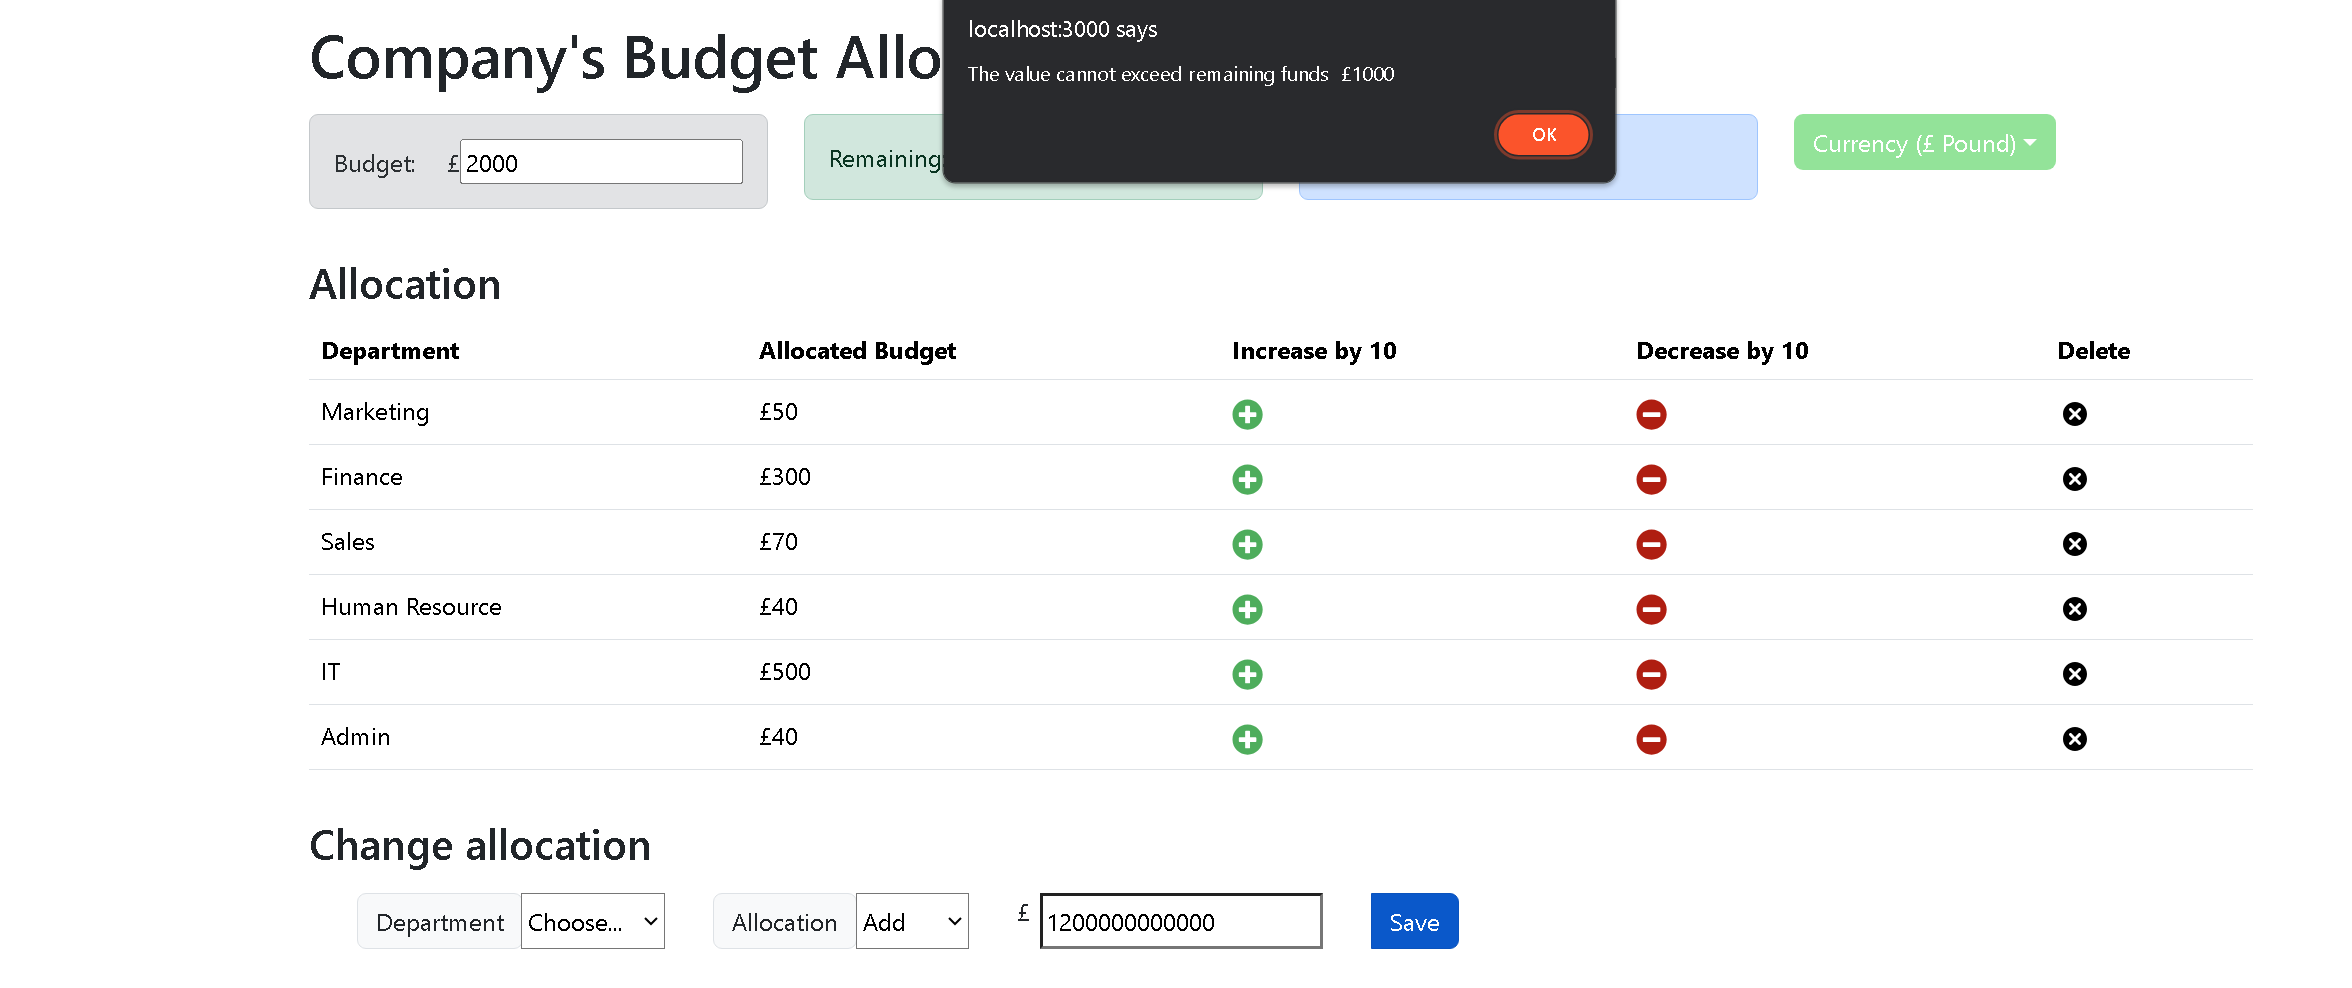 localhost:3000 says
The value cannot exceed remaining funds £1000
OK
Company's Budget Allo
Budget: £ 2000
Remaining
Currency (£ Pound)
Allocation
Department Allocated Budget Increase by 10 Decrease by 10 Delete
Marketing £50
Finance £300
Sales £70
Human Resource £40
IT £500
Admin £40
Change allocation
Department Choose... Allocation Add £ 1200000000000 Save